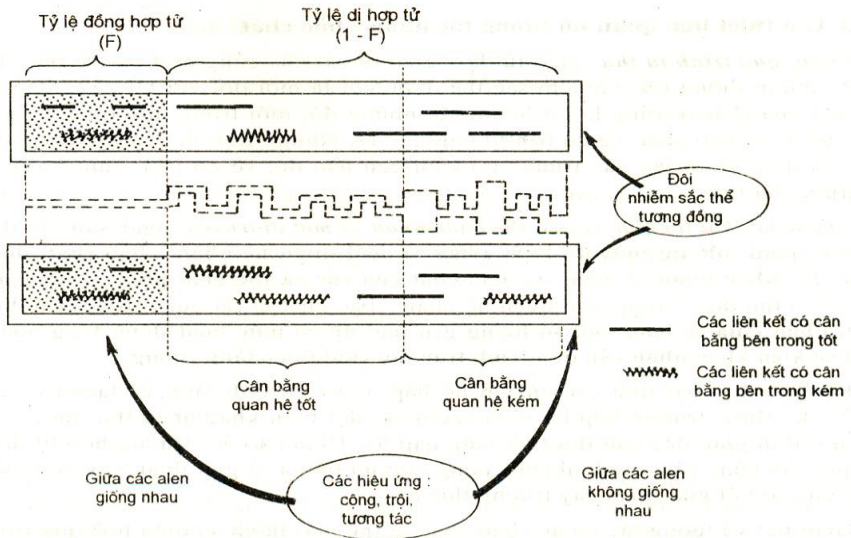 Tỷ lệ đồng hợp tử
(F)
Tỷ lệ dị hợp tử
(1 - F)
Đôi
nhiễm sắc thể
tương đồng
Các liên kết có cân
bằng bên trong tốt
Các liên kết có cân
bằng bên trong kém
Cân bằng
quan hệ tốt
Cân bằng
quan hệ kém
Giữa các alen
giống nhau
Các hiệu ứng :
cộng, trội,
tương tác
Giữa các alen
không giống
nhau